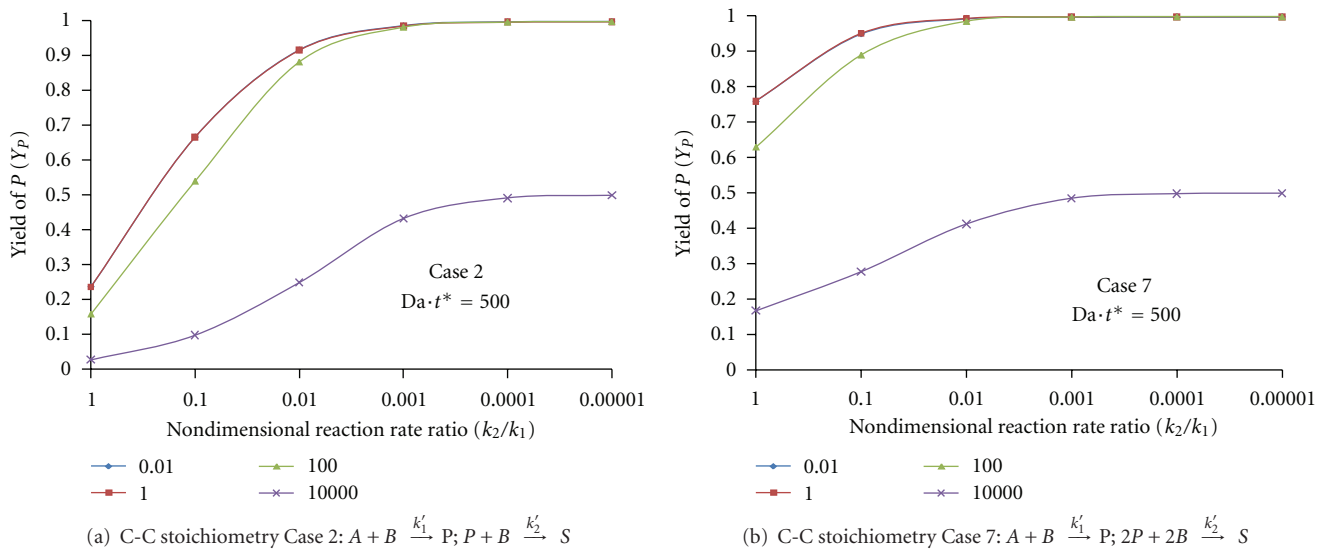 1
0.9
0.8
0.7
0.6
0.5
0.4
0.3
0.2
0.1
0
Yield of P (Y_P)
Case 2
Da·t* = 500
1 0.1 0.01 0.001 0.0001 0.00001
Nondimensional reaction rate ratio (k₂/k₁)
0.01 100
1 10000
(a) C-C stoichiometry Case 2: A + B k′₁→ P; P + B k′₂→ S
1
0.9
0.8
0.7
0.6
0.5
0.4
0.3
0.2
0.1
0
Yield of P (Y_P)
Case 7
Da·t* = 500
1 0.1 0.01 0.001 0.0001 0.00001
Nondimensional reaction rate ratio (k₂/k₁)
0.01 100
1 10000
(b) C-C stoichiometry Case 7: A + B k′₁→ P; 2P + 2B k′₂→ S